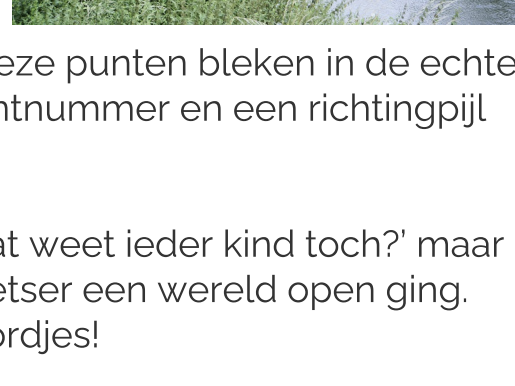 eze punten bleken in de echte
ntnummer en een richtingpijl
at weet ieder kind toch?’ maar
etser een wereld open ging.
ordjes!